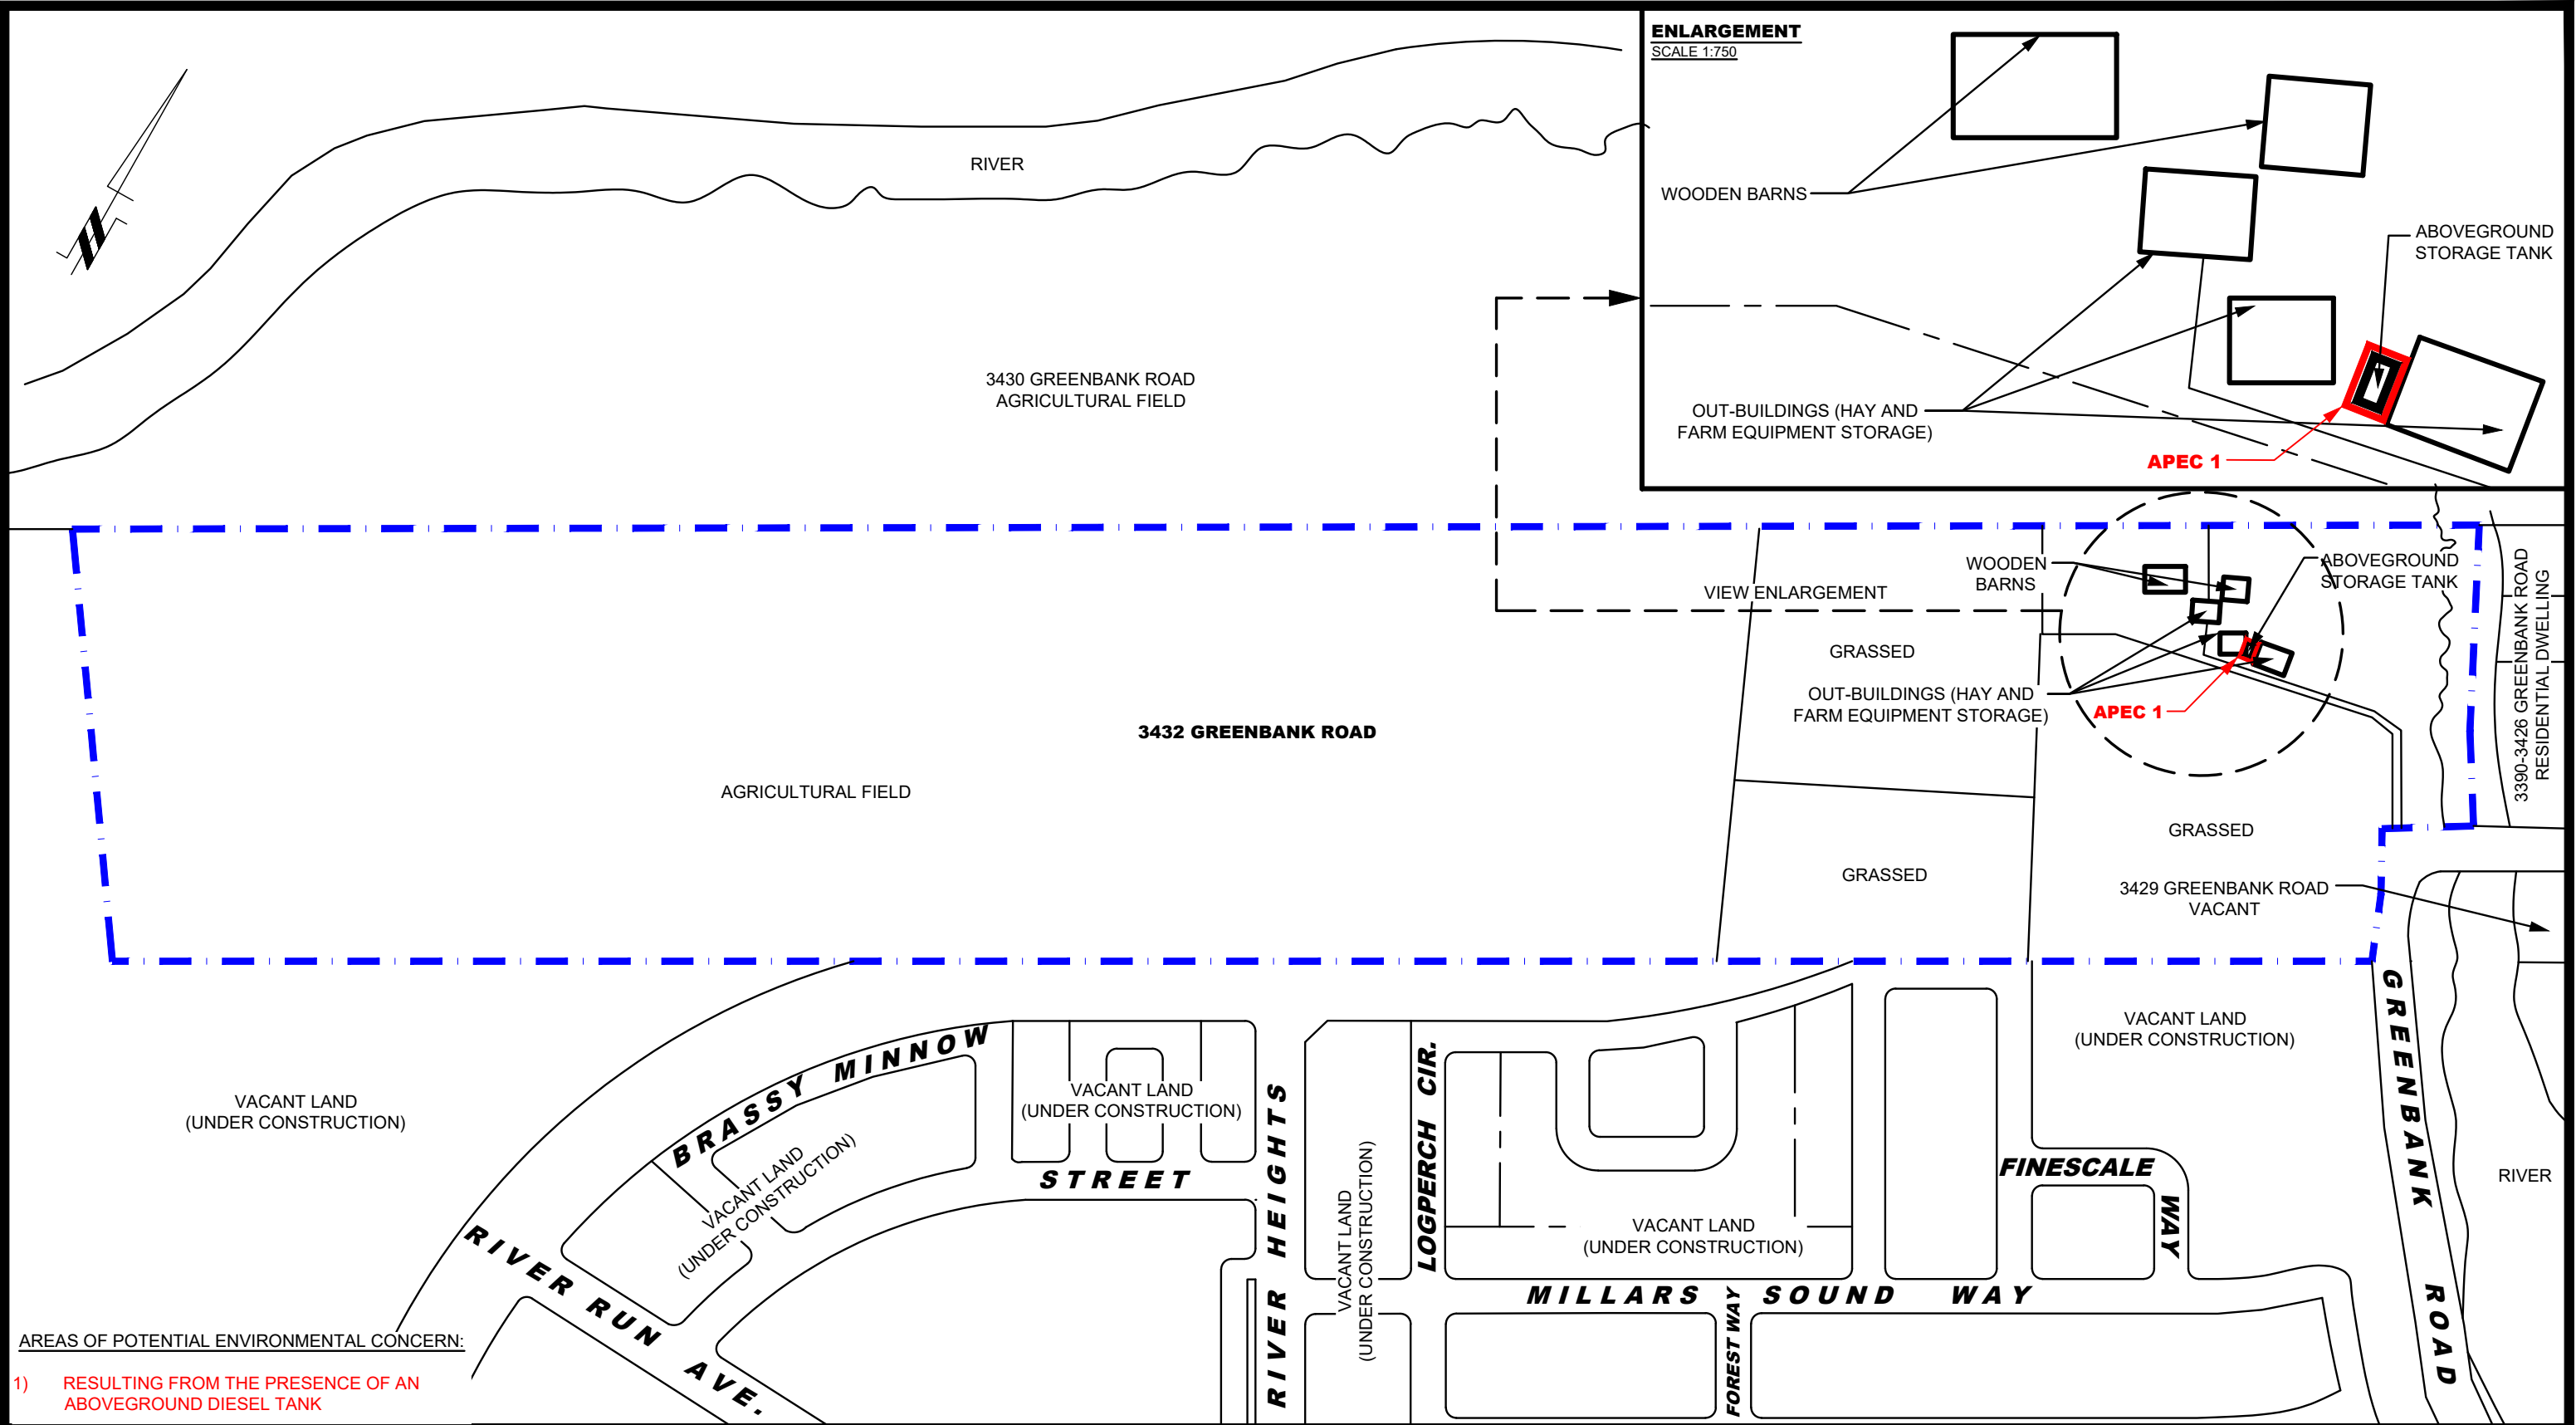 ENLARGEMENT
SCALE 1:750
RIVER
WOODEN BARNS
ABOVEGROUND
STORAGE TANK
3430 GREENBANK ROAD
AGRICULTURAL FIELD
OUT-BUILDINGS (HAY AND
FARM EQUIPMENT STORAGE)
APEC 1
WOODEN
BARNS
ABOVEGROUND
STORAGE TANK
VIEW ENLARGEMENT
3390-3426 GREENBANK ROAD
RESIDENTIAL DWELLING
GRASSED
OUT-BUILDINGS (HAY AND
FARM EQUIPMENT STORAGE)
APEC 1
3432 GREENBANK ROAD
AGRICULTURAL FIELD
GRASSED
GRASSED
3429 GREENBANK ROAD
VACANT
VACANT LAND
(UNDER CONSTRUCTION)
BRASSY MINNOW
STREET
VACANT LAND
(UNDER CONSTRUCTION)
VACANT LAND
(UNDER CONSTRUCTION)
RIVER HEIGHTS
VACANT LAND
(UNDER CONSTRUCTION)
LOGPERCH CIR.
VACANT LAND
(UNDER CONSTRUCTION)
VACANT LAND
(UNDER CONSTRUCTION)
FINESCALE
WAY
GREENBANK ROAD
RIVER
RIVER RUN AVE.
MILLARS SOUND WAY
FOREST WAY
AREAS OF POTENTIAL ENVIRONMENTAL CONCERN:
1) RESULTING FROM THE PRESENCE OF AN
ABOVEGROUND DIESEL TANK